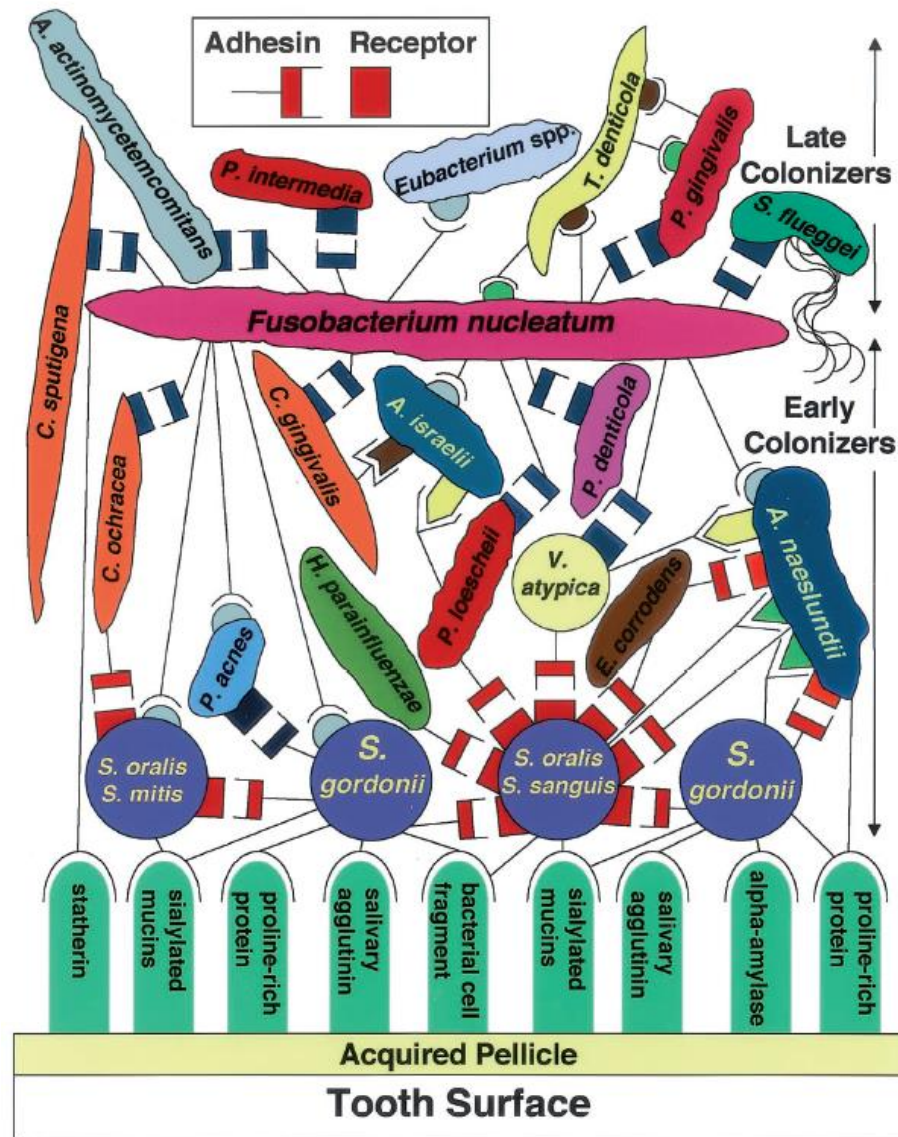 Adhesin Receptor
A. actinomycetemcomitans
P. intermedia
Eubacterium spp.
T. denticola
P. gingivalis
Late
Colonizers
S. flueggei
Fusobacterium nucleatum
C. sputigena
C. ochracea
C. gingivalis
A. israelii
P. denticola
Early
Colonizers
A. naeslundii
P. loescheii
V.
atypica
E. corrodens
H. parainfluenzae
P. acnes
S. oralis
S. mitis
S.
gordonii
S. oralis
S. sanguis
S.
gordonii
statherin
sialylated
mucins
proline-rich
protein
salivary
agglutinin
bacterial cell
fragment
sialylated
mucins
salivary
agglutinin
alpha-amylase
proline-rich
protein
Acquired Pellicle
Tooth Surface